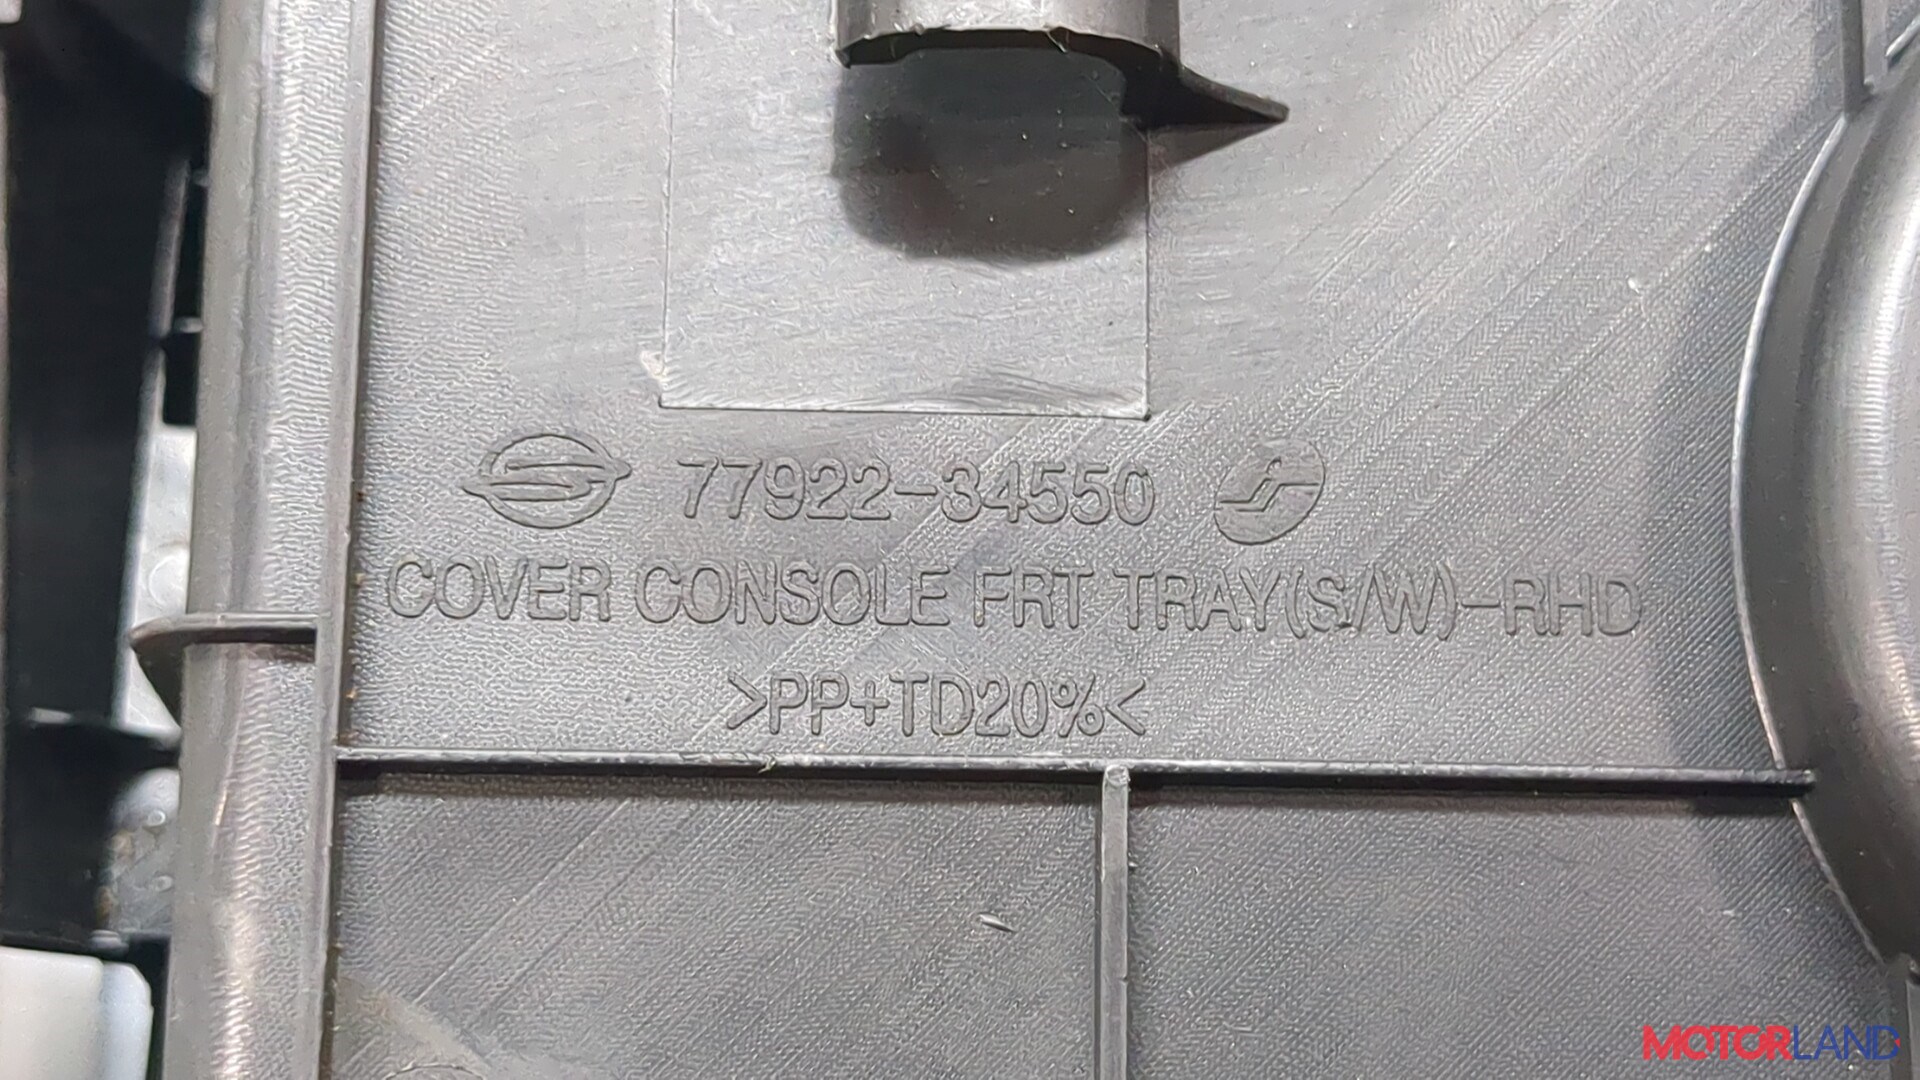 77922-34550
COVER CONSOLE FRT TRAY(S/W)-RHD
>PP+TD20%<
MOTORLAND